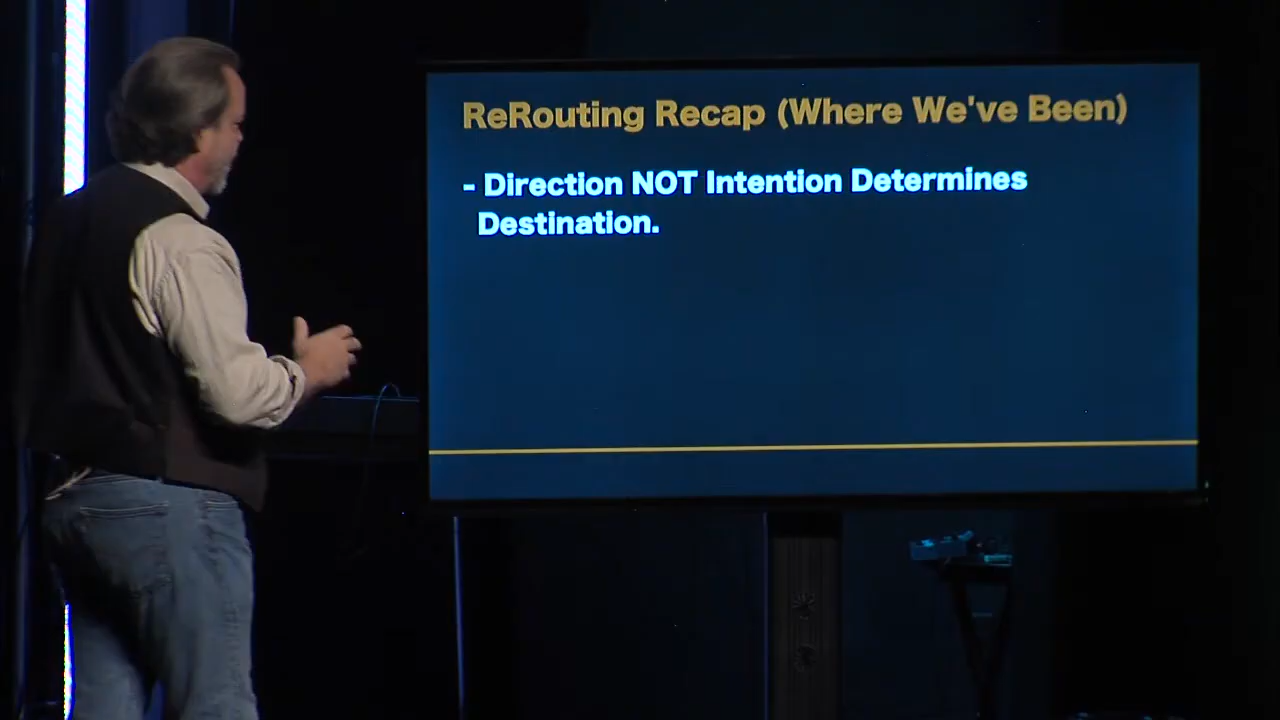 ReRouting Recap (Where We've Been)
- Direction NOT Intention Determines
Destination.